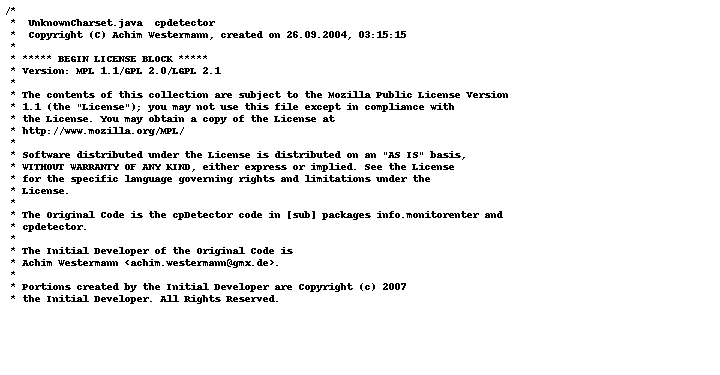 /*
 *  UnknownCharset.java  cpdetector
 *  Copyright (C) Achim Westermann, created on 26.09.2004, 03:15:15
 *
 * ***** BEGIN LICENSE BLOCK *****
 * Version: MPL 1.1/GPL 2.0/LGPL 2.1
 *
 * The contents of this collection are subject to the Mozilla Public License Version
 * 1.1 (the "License"); you may not use this file except in compliance with
 * the License. You may obtain a copy of the License at
 * http://www.mozilla.org/MPL/
 *
 * Software distributed under the License is distributed on an "AS IS" basis,
 * WITHOUT WARRANTY OF ANY KIND, either express or implied. See the License
 * for the specific language governing rights and limitations under the
 * License.
 *
 * The Original Code is the cpDetector code in [sub] packages info.monitorenter and
 * cpdetector.
 *
 * The Initial Developer of the Original Code is
 * Achim Westermann <achim.westermann@gmx.de>.
 *
 * Portions created by the Initial Developer are Copyright (c) 2007
 * the Initial Developer. All Rights Reserved.